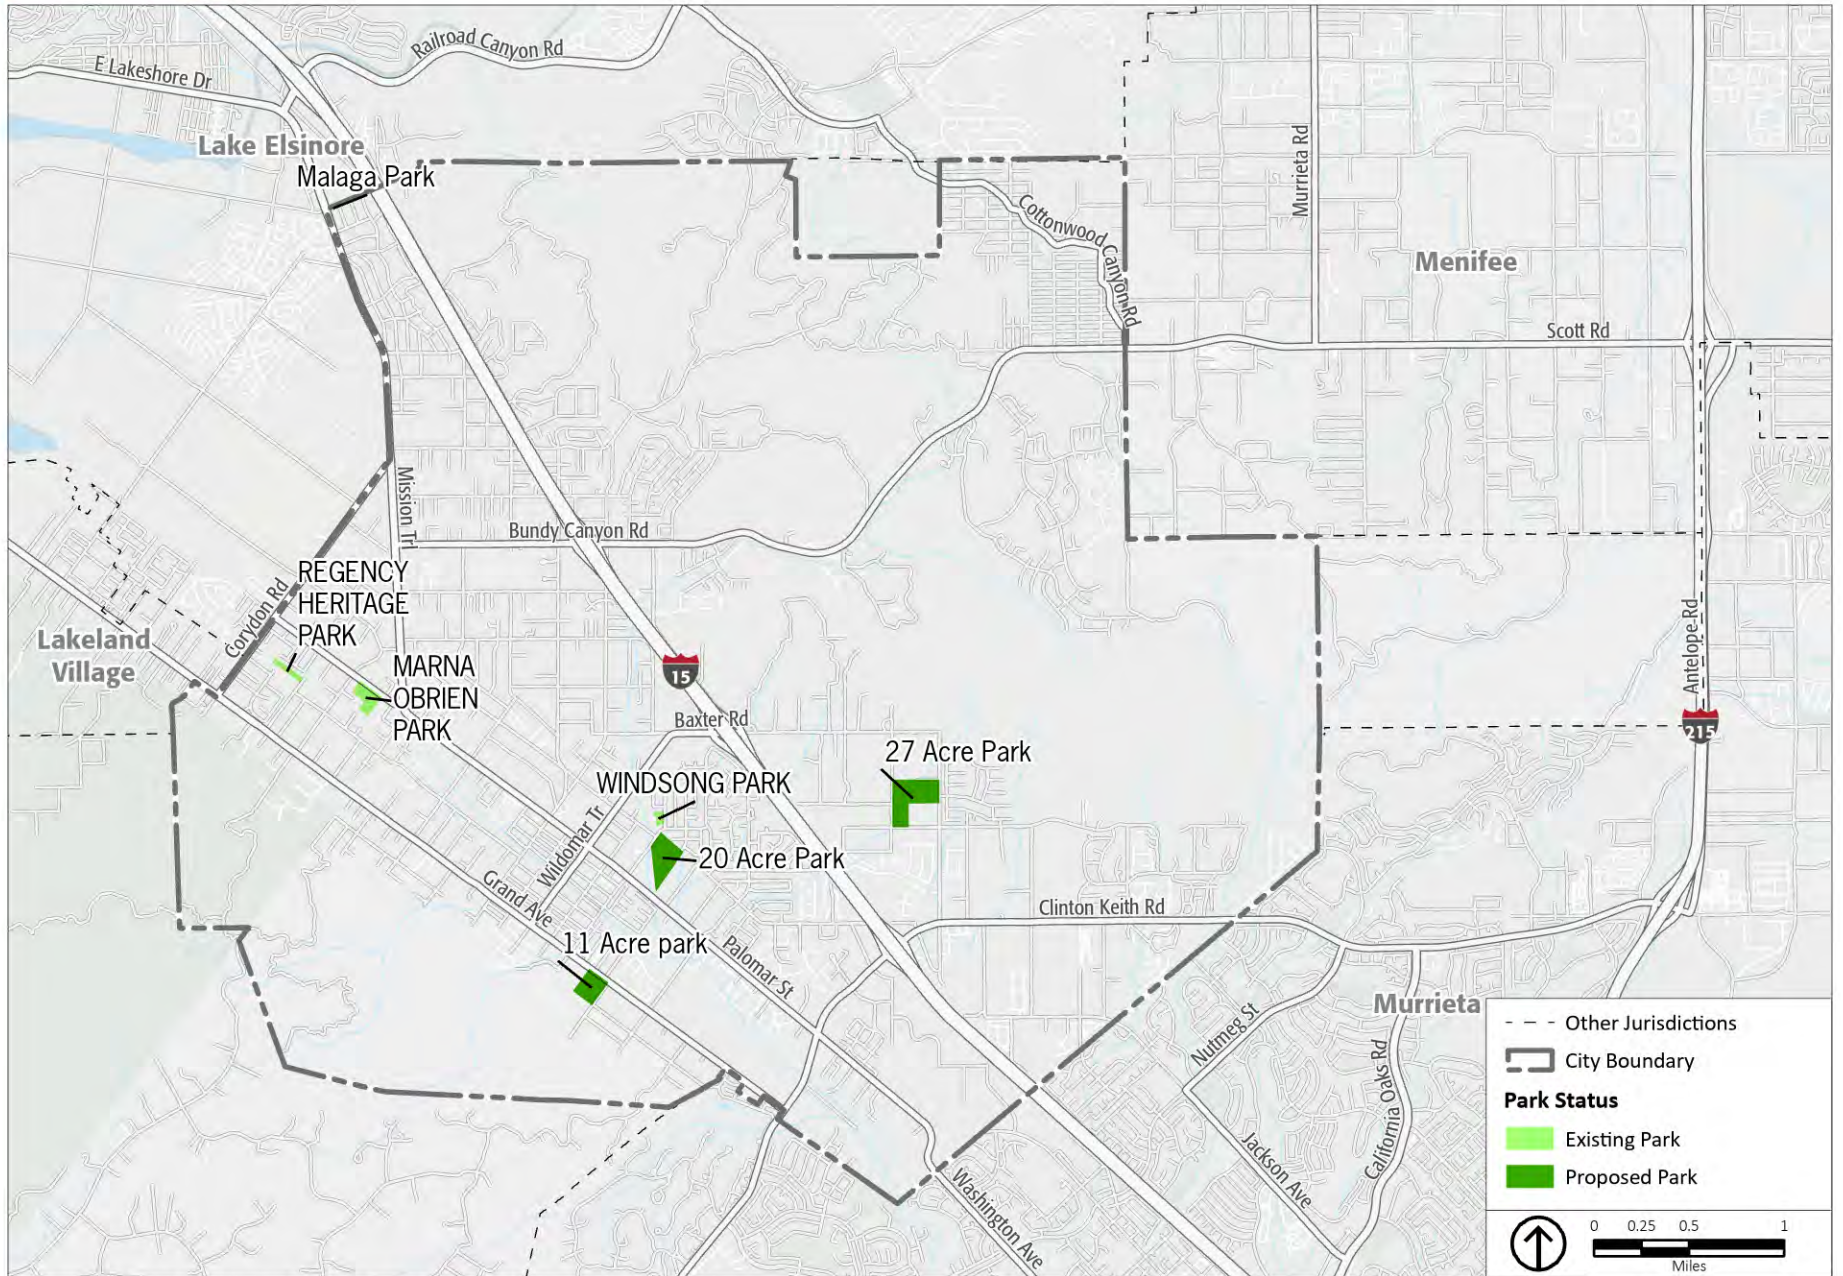 Railroad Canyon Rd
E Lakeshore Dr
Lake Elsinore
Malaga Park
Murrieta Rd
Cottonwood Canyon Rd
Menifee
Scott Rd
Mission Trl
Bundy Canyon Rd
REGENCY
HERITAGE
PARK
Corydon Rd
Lakeland
Village
MARNA
OBRIEN
PARK
15
Antelope Rd
215
Baxter Rd
27 Acre Park
WINDSONG PARK
Wildomar Tr
20 Acre Park
Grand Ave
Clinton Keith Rd
11 Acre park
Palomar St
Murrieta
Nutmeg St
California Oaks Rd
Jackson Ave
Washington Ave
Other Jurisdictions
City Boundary
Park Status
Existing Park
Proposed Park
0 0.25 0.5 1
Miles